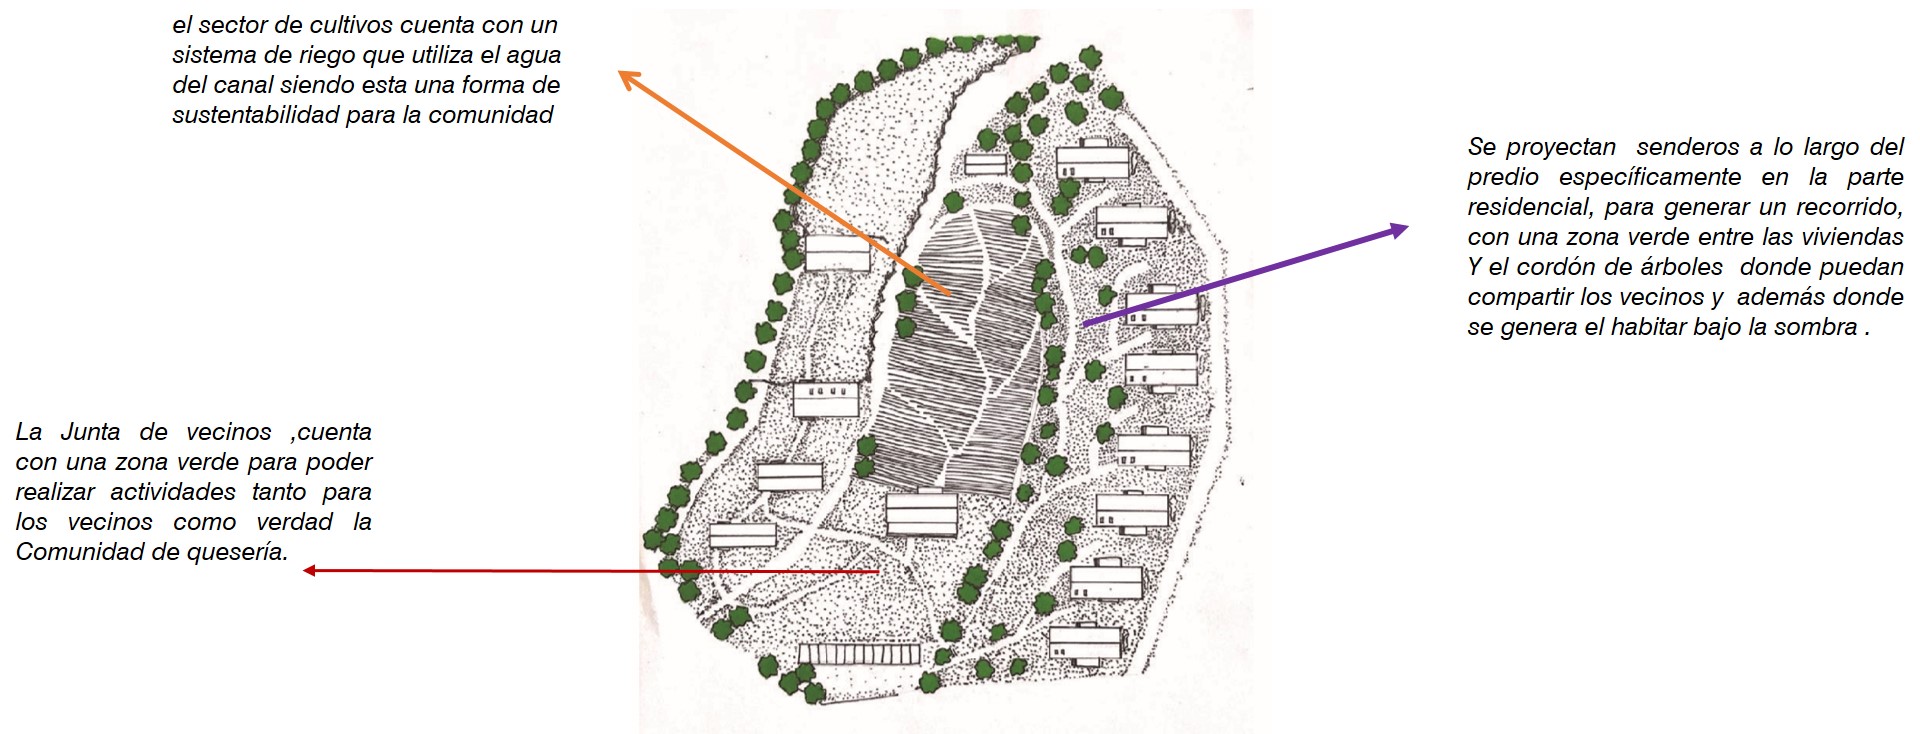 el sector de cultivos cuenta con un
sistema de riego que utiliza el agua
del canal siendo esta una forma de
sustentabilidad para la comunidad
Se proyectan senderos a lo largo del
predio específicamente en la parte
residencial, para generar un recorrido,
con una zona verde entre las viviendas
Y el cordón de árboles donde puedan
compartir los vecinos y además donde
se genera el habitar bajo la sombra .
La Junta de vecinos ,cuenta
con una zona verde para poder
realizar actividades tanto para
los vecinos como verdad la
Comunidad de quesería.